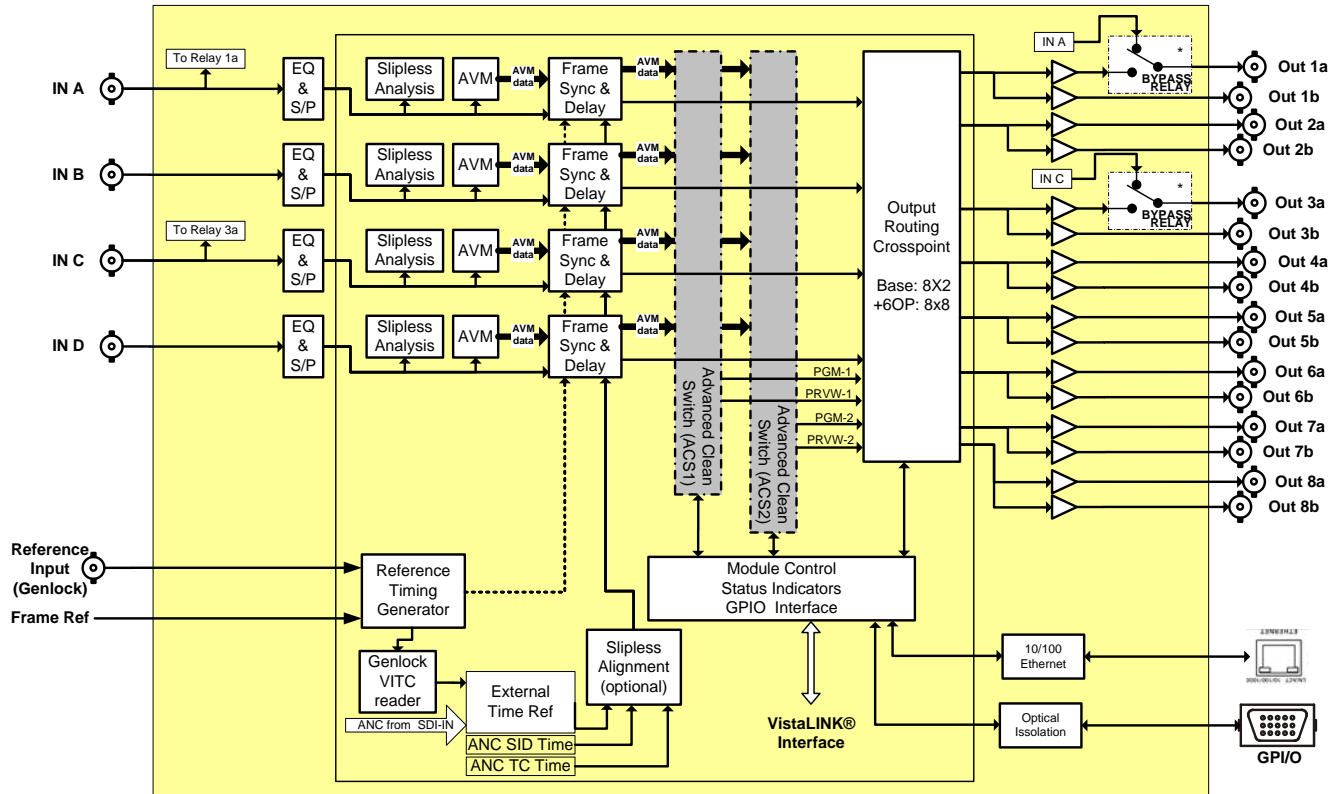 To Relay 1a
IN A
EQ
&
S/P
Slipless
Analysis
AVM
AVM
data
Frame
Sync &
Delay
AVM
data
IN B
EQ
&
S/P
Slipless
Analysis
AVM
AVM
data
Frame
Sync &
Delay
AVM
data
To Relay 3a
IN C
EQ
&
S/P
Slipless
Analysis
AVM
AVM
data
Frame
Sync &
Delay
AVM
data
IN D
EQ
&
S/P
Slipless
Analysis
AVM
AVM
data
Frame
Sync &
Delay
AVM
data
Advanced Clean
Switch (ACS1)
Advanced Clean
Switch (ACS2)
PGM-1
PRVW-1
PGM-2
PRVW-2
Output
Routing
Crosspoint
Base: 8X2
+6OP: 8x8
IN A
*
BYPASS
RELAY
IN C
*
BYPASS
RELAY
Out 1a
Out 1b
Out 2a
Out 2b
Out 3a
Out 3b
Out 4a
Out 4b
Out 5a
Out 5b
Out 6a
Out 6b
Out 7a
Out 7b
Out 8a
Out 8b
Reference
Input
(Genlock)
Frame Ref
Reference
Timing
Generator
Genlock
VITC
reader
ANC from SDI-IN
External
Time Ref
ANC SID Time
ANC TC Time
Slipless
Alignment
(optional)
Module Control
Status Indicators
GPIO Interface
VistaLINK®
Interface
10/100
Ethernet
Optical
Issolation
ETHERNET
LN/ACT 10/100/1000
GPI/O